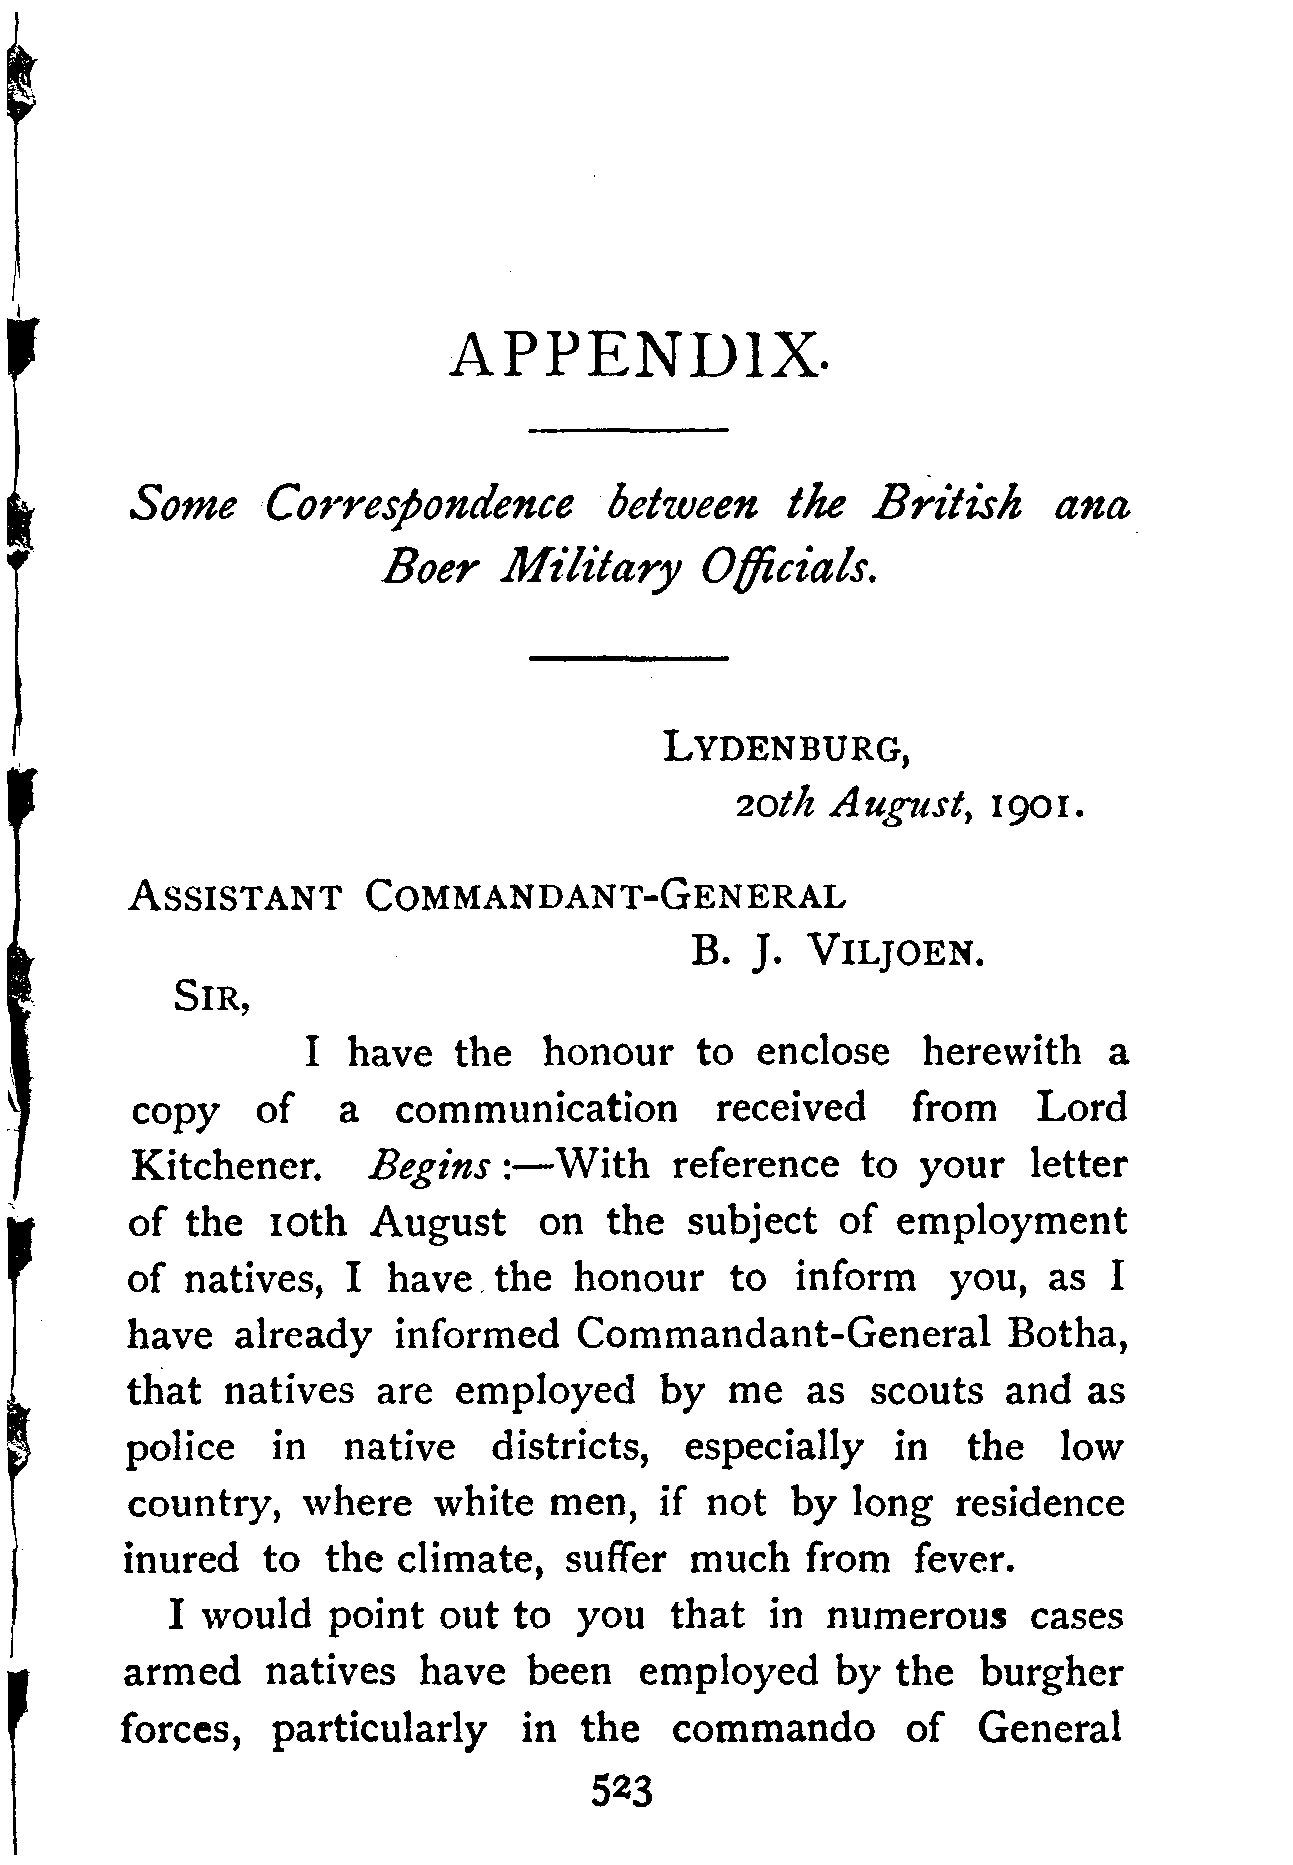 APPENDIX.
Some Correspondence between the British ana
Boer Military Officials.
LYDENBURG,
20th August, 1901.
ASSISTANT COMMANDANT-GENERAL
B. J. VILJOEN.
SIR,
I have the honour to enclose herewith a
copy of a communication received from Lord
Kitchener. Begins :—With reference to your letter
of the 10th August on the subject of employment
of natives, I have the honour to inform you, as I
have already informed Commandant-General Botha,
that natives are employed by me as scouts and as
police in native districts, especially in the low
country, where white men, if not by long residence
inured to the climate, suffer much from fever.
I would point out to you that in numerous cases
armed natives have been employed by the burgher
forces, particularly in the commando of General
523